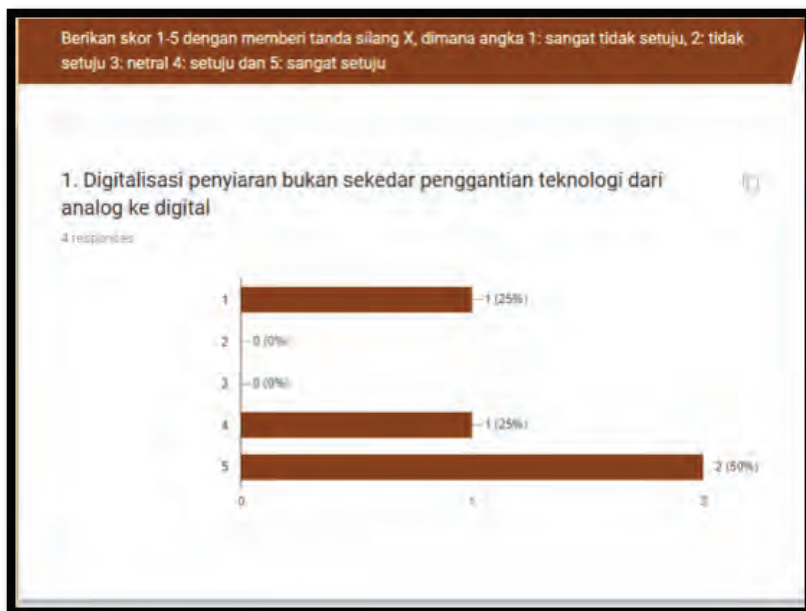 Berikan skor 1-5 dengan memberi tanda silang X, dimana angka 1: sangat tidak setuju, 2: tidak
setuju 3: netral 4: setuju dan 5: sangat setuju
1. Digitalisasi penyiaran bukan sekedar penggantian teknologi dari
analog ke digital
4 responses
1 1 (25%)
2 0 (0%)
3 0 (0%)
4 1 (25%)
5 2 (50%)
0 1 2